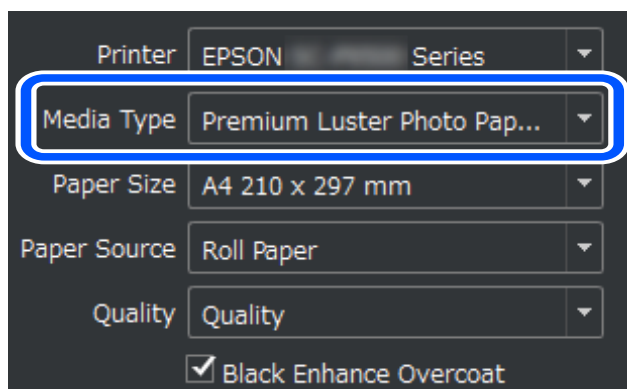 Printer EPSON Series
Media Type Premium Luster Photo Pap...
Paper Size A4 210 x 297 mm
Paper Source Roll Paper
Quality Quality
Black Enhance Overcoat